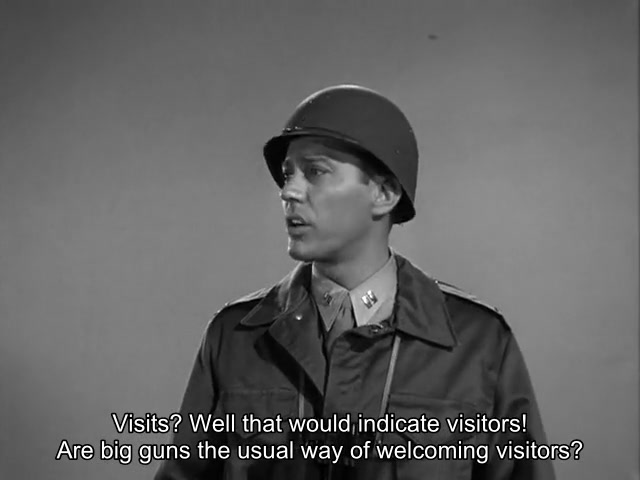 Visits? Well that would indicate visitors!
Are big guns the usual way of welcoming visitors?